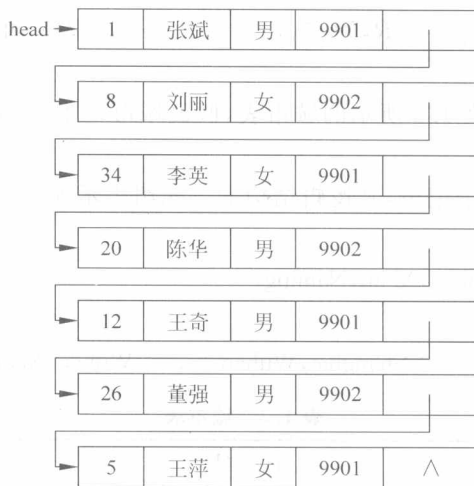 head 1 张斌 男 9901
8 刘丽 女 9902
34 李英 女 9901
20 陈华 男 9902
12 王奇 男 9901
26 董强 男 9902
5 王萍 女 9901 ∧